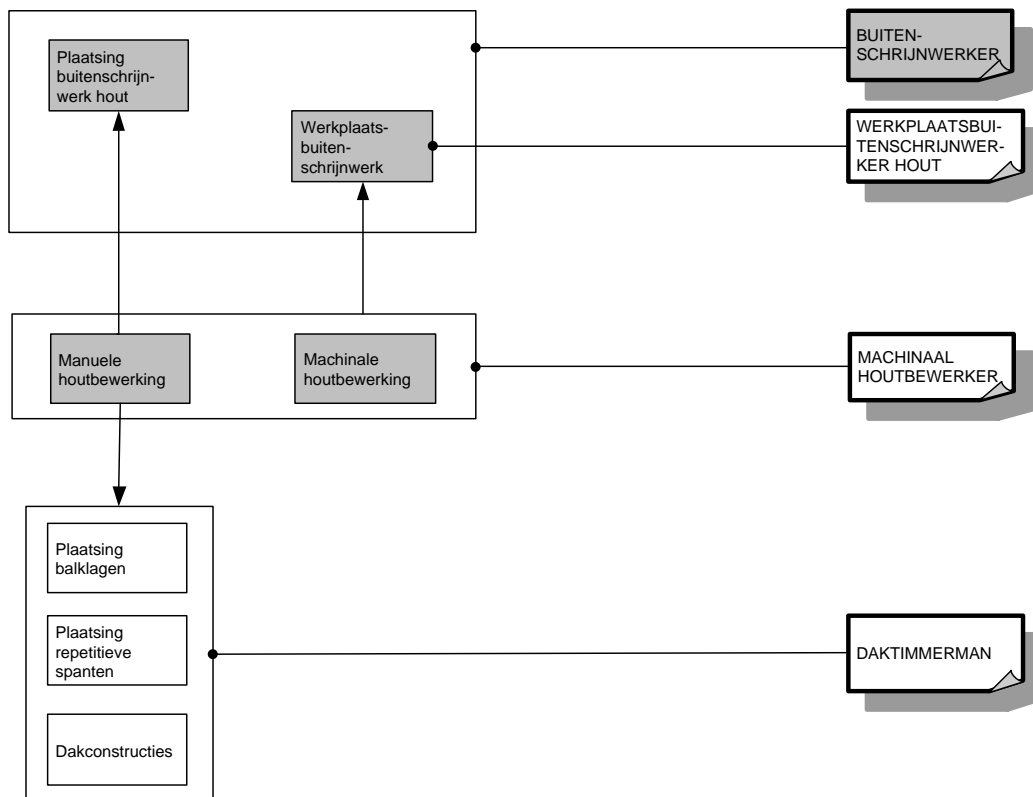 Plaatsing
buitenschrijn-
werk hout
Werkplaats-
buiten-
schrijnwerk
BUITEN-
SCHRIJNWERKER
WERKPLAATSBUI-
TENSCHRIJNWER-
KER HOUT
Manuele
houtbewerking
Machinale
houtbewerking
MACHINAAL
HOUTBEWERKER
Plaatsing
balklagen
Plaatsing
repetitieve
spanten
Dakconstructies
DAKTIMMERMAN